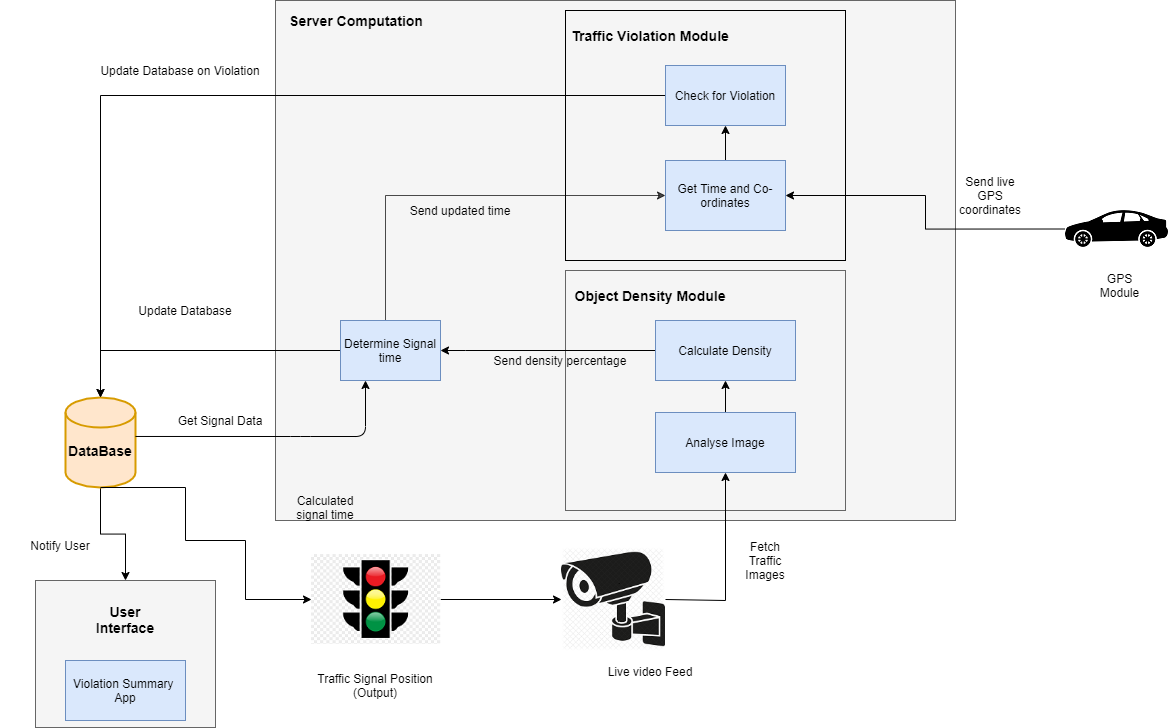 Server Computation
Traffic Violation Module
Update Database on Violation
Check for Violation
Get Time and Co-
ordinates
Send live
GPS
coordinates
Send updated time
GPS
Module
Object Density Module
Update Database
Determine Signal
time
Send density percentage
Calculate Density
Get Signal Data
DataBase
Analyse Image
Calculated
signal time
Notify User
Fetch
Traffic
Images
User
Interface
Violation Summary
App
Traffic Signal Position
(Output)
Live video Feed